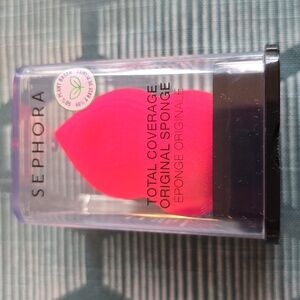 SEPHORA
TOTAL COVERAGE
ORIGINAL SPONGE
ÉPONGE ORIGINALE